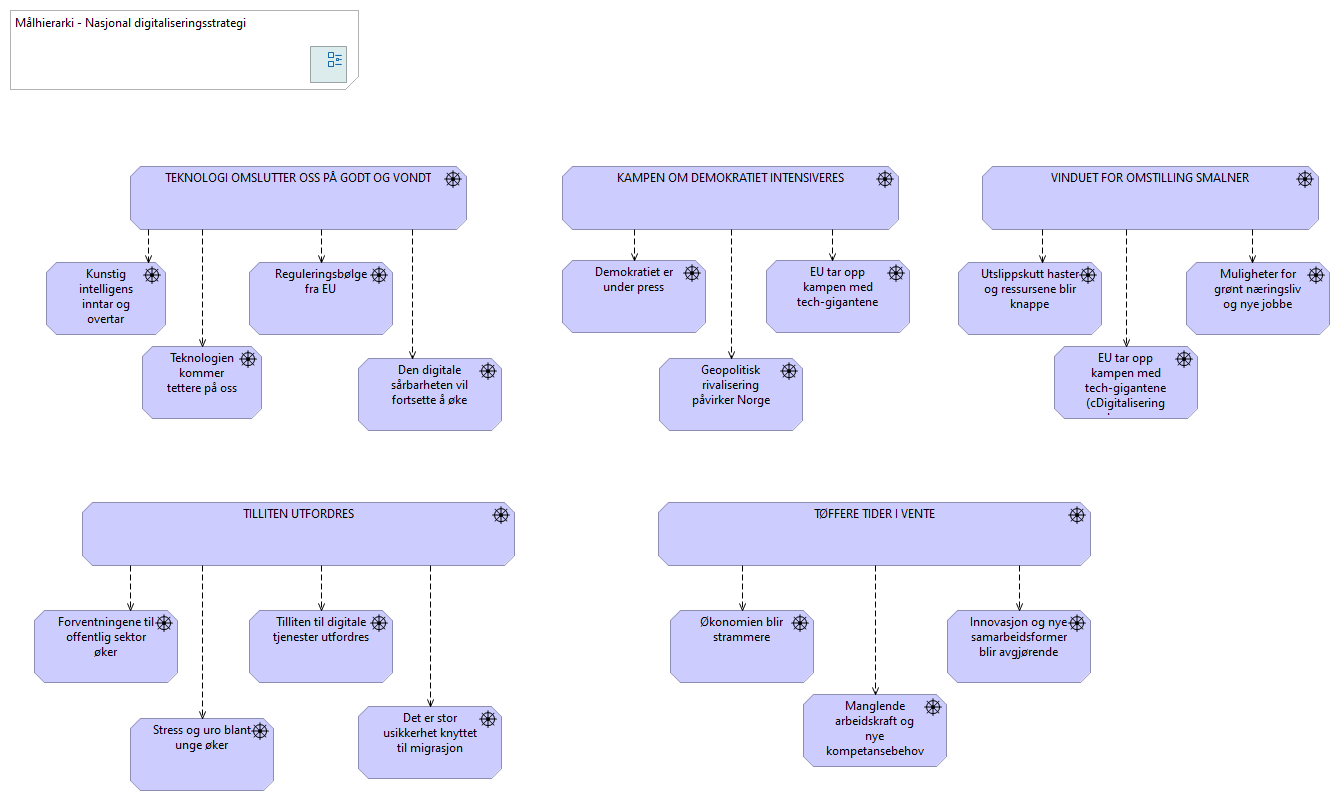 Målhierarki - Nasjonal digitaliseringsstrategi
TEKNOLOGI OMSLUTTER OSS PÅ GODT OG VONDT
Kunstig
intelligens
inntar og
overtar
Teknologien
kommer
tettere på oss
Reguleringsbølge
fra EU
Den digitale
sårbarheten vil
fortsette å øke
KAMPEN OM DEMOKRATIET INTENSIVERES
Demokratiet er
under press
Geopolitisk
rivalisering
påvirker Norge
EU tar opp
kampen med
tech-gigantene
VINDUET FOR OMSTILLING SMALNER
Utslippskutt haster
og ressursene blir
knappe
EU tar opp
kampen med
tech-gigantene
(cDigitalisering
Muligheter for
grønt næringsliv
og nye jobbe
TILLITEN UTFORDRES
Forventningene til
offentlig sektor
øker
Stress og uro blant
unge øker
Tilliten til digitale
tjenester utfordres
Det er stor
usikkerhet knyttet
til migrasjon
TØFFERE TIDER I VENTE
Økonomien blir
strammere
Manglende
arbeidskraft og
nye
kompetansebehov
Innovasjon og nye
samarbeidsformer
blir avgjørende